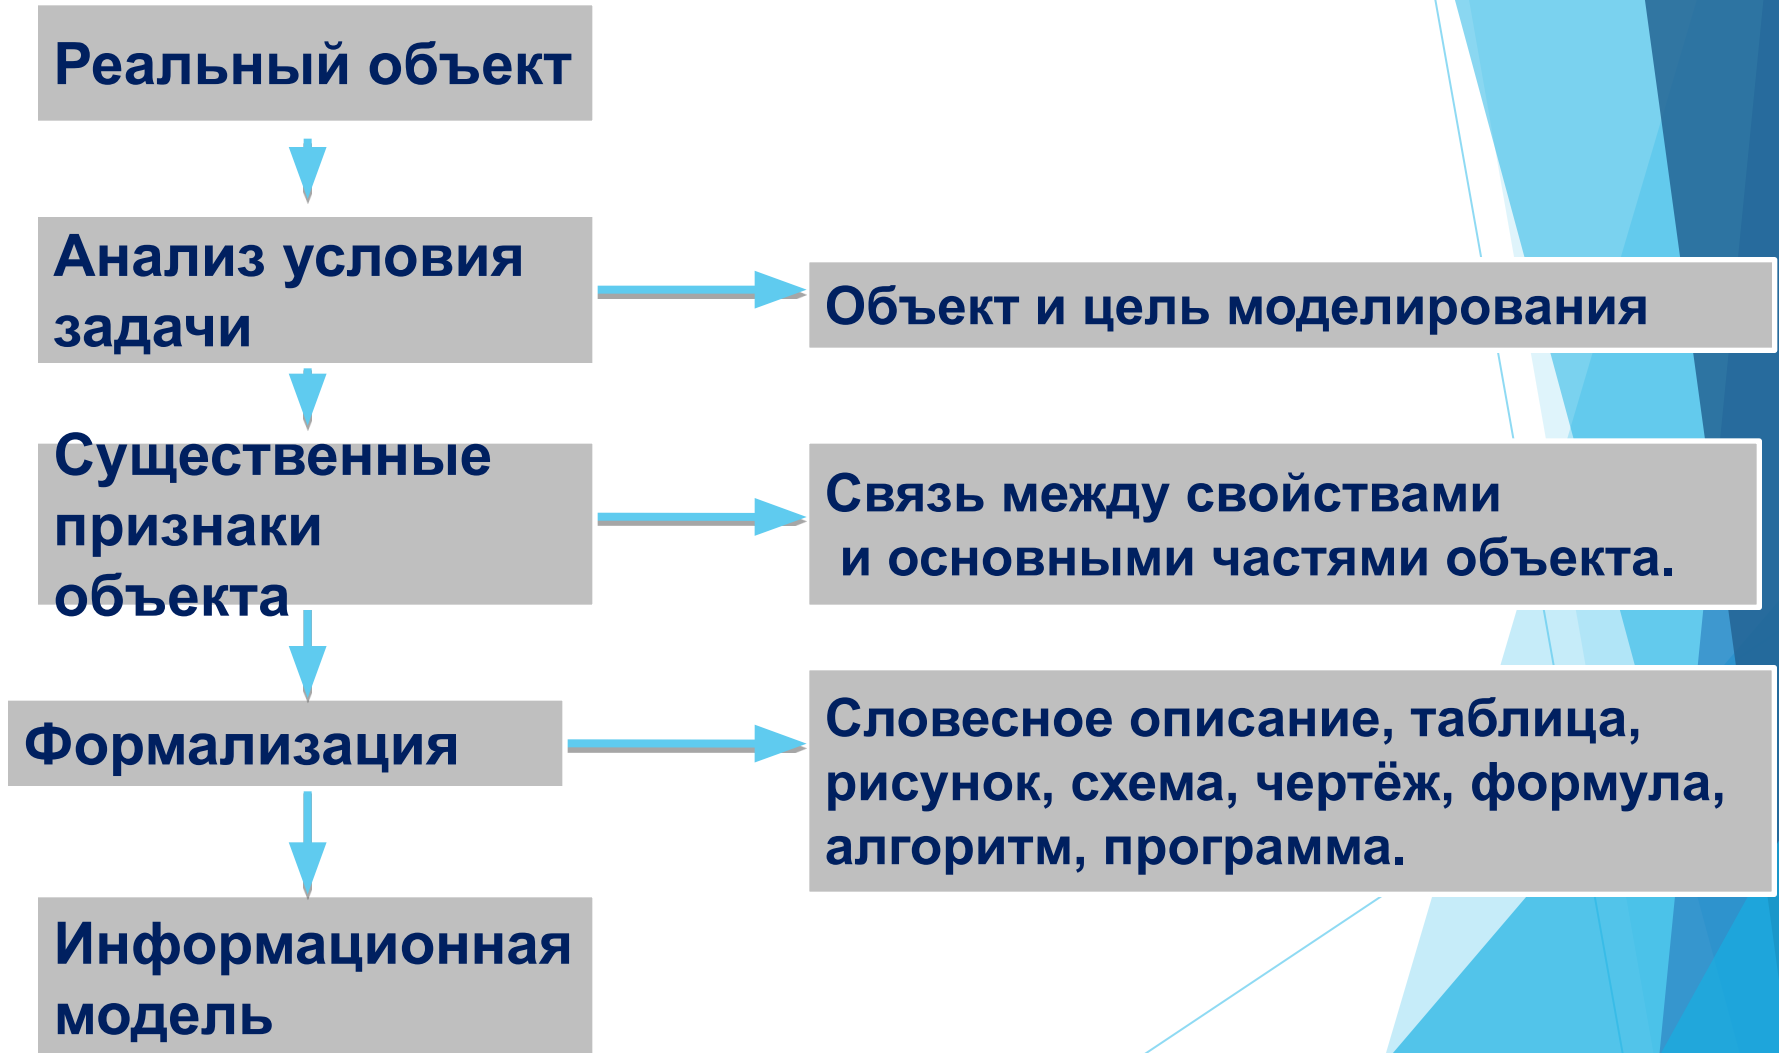 Реальный объект
Анализ условия
задачи
Объект и цель моделирования
Существенные
признаки
объекта
Связь между свойствами
и основными частями объекта.
Формализация
Словесное описание, таблица,
рисунок, схема, чертёж, формула,
алгоритм, программа.
Информационная
модель